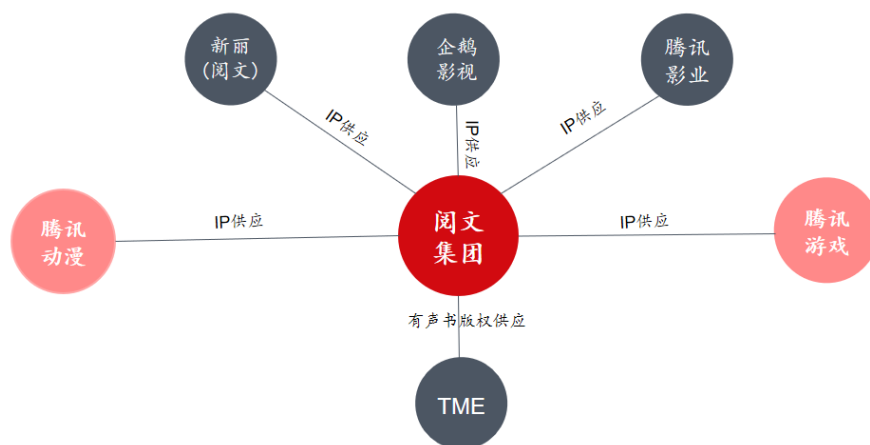 新丽
(阅文)
企鹅
影视
腾讯
影业
IP供应
IP供应
IP供应
腾讯
动漫
IP供应
阅文
集团
IP供应
腾讯
游戏
有声书版权供应
TME